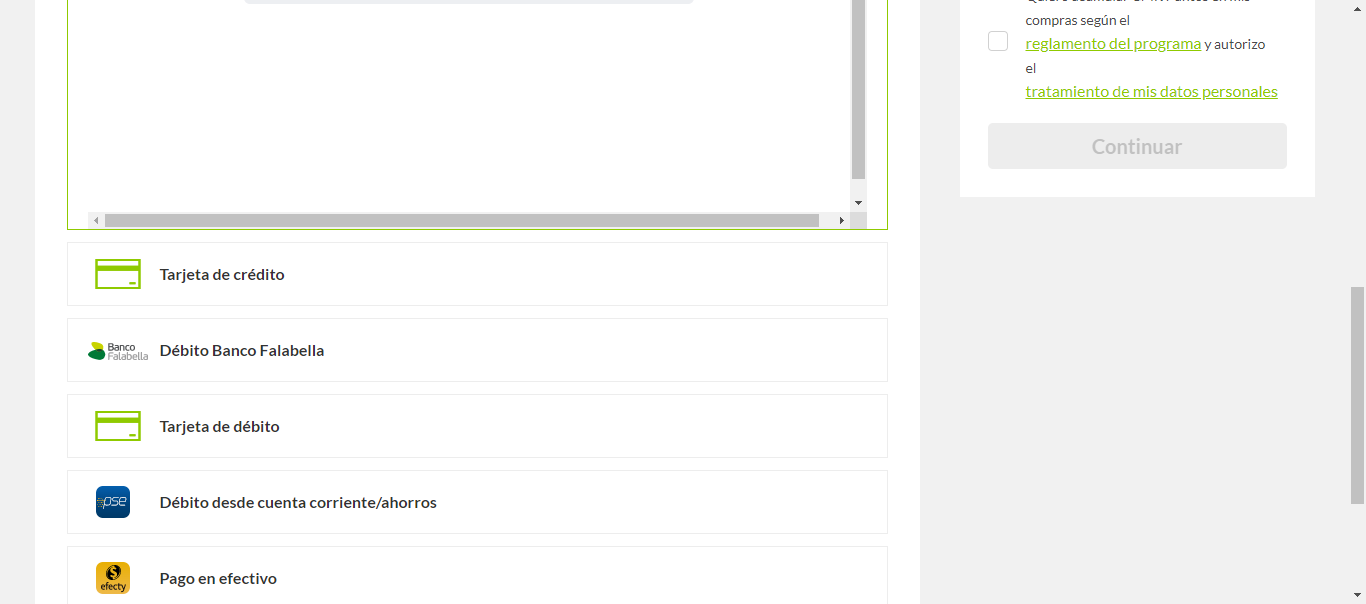 compras según el
reglamento del programa y autorizo
el
tratamiento de mis datos personales
Continuar
Tarjeta de crédito
Banco
Falabella
Débito Banco Falabella
Tarjeta de débito
pse
Débito desde cuenta corriente/ahorros
efecty
Pago en efectivo